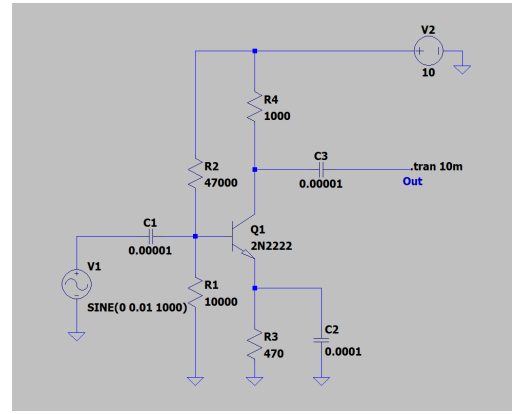 V2
10
R4
1000
C3
0.00001
.tran 10m
Out
R2
47000
C1
0.00001
Q1
2N2222
V1
SINE(0 0.01 1000)
R1
10000
R3
470
C2
0.0001